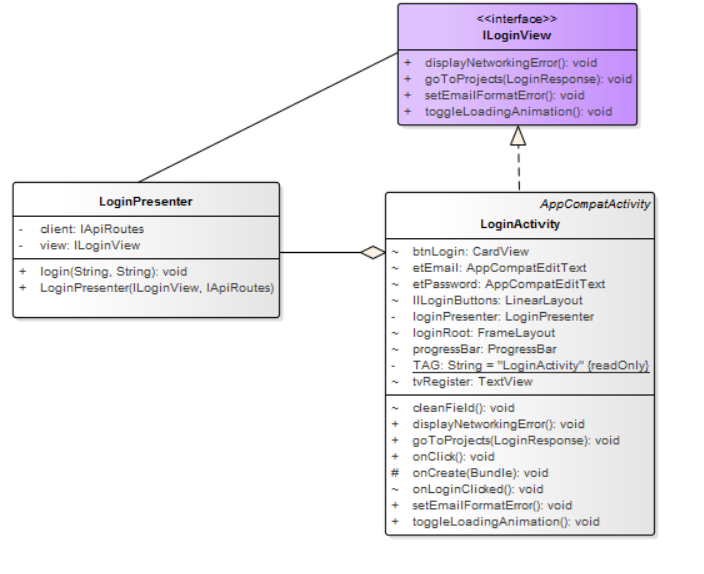 <<interface>>
ILoginView
+ displayNetworkingError(): void
+ goToProjects(LoginResponse): void
+ setEmailFormatError(): void
+ toggleLoadingAnimation(): void
LoginPresenter
- client: IApiRoutes
- view: ILoginView
+ login(String, String): void
+ LoginPresenter(ILoginView, IApiRoutes)
AppCompatActivity
LoginActivity
~ btnLogin: CardView
~ etEmail: AppCompatEditText
~ etPassword: AppCompatEditText
~ llLoginButtons: LinearLayout
- loginPresenter: LoginPresenter
~ loginRoot: FrameLayout
~ progressBar: ProgressBar
- TAG: String = "LoginActivity" {readOnly}
~ tvRegister: TextView
~ cleanField(): void
+ displayNetworkingError(): void
+ goToProjects(LoginResponse): void
+ onClick(): void
# onCreate(Bundle): void
~ onLoginClicked(): void
+ setEmailFormatError(): void
+ toggleLoadingAnimation(): void